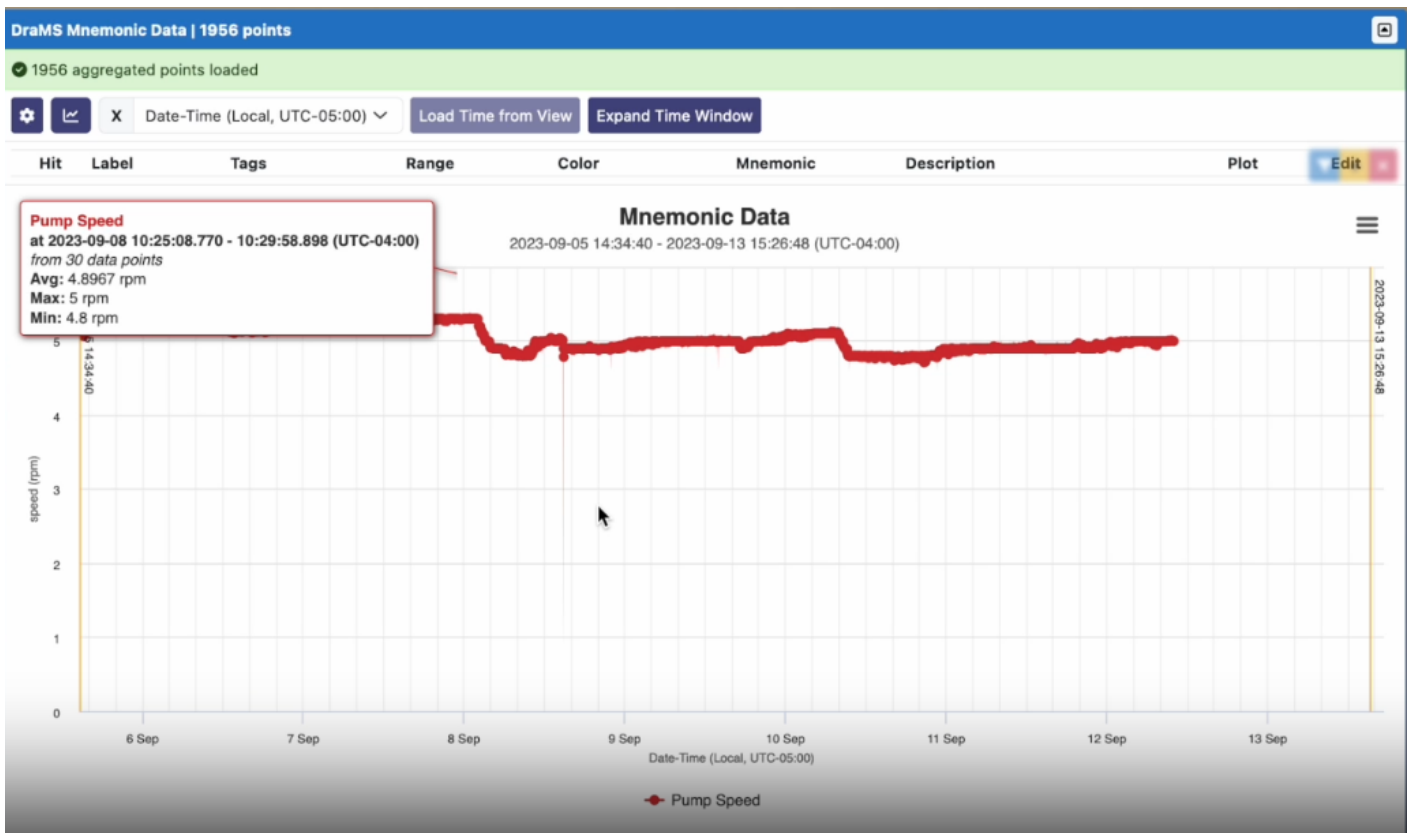 DraMS Mnemonic Data | 1956 points
1956 aggregated points loaded
X Date-Time (Local, UTC-05:00) Load Time from View Expand Time Window
Hit Label Tags Range Color Mnemonic Description Plot Edit
Mnemonic Data
2023-09-05 14:34:40 - 2023-09-13 15:26:48 (UTC-04:00)
Pump Speed
at 2023-09-08 10:25:08.770 - 10:29:58.898 (UTC-04:00)
from 30 data points
Avg: 4.8967 rpm
Max: 5 rpm
Min: 4.8 rpm
14:34:40
2023-09-13 15:26:48
speed (rpm)
5
4
3
2
1
0
6 Sep 7 Sep 8 Sep 9 Sep 10 Sep 11 Sep 12 Sep 13 Sep
Date-Time (Local, UTC-05:00)
Pump Speed